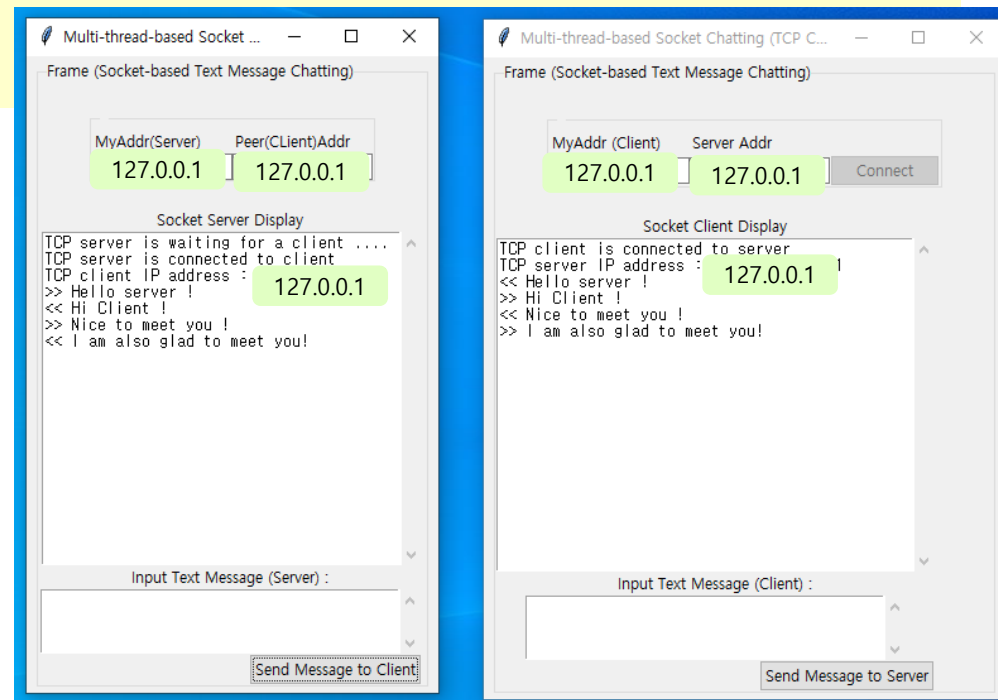 Multi-thread-based Socket ...
Frame (Socket-based Text Message Chatting)
MyAddr(Server) Peer(CLient)Addr
127.0.0.1 127.0.0.1
Socket Server Display
TCP server is waiting for a client ....
TCP server is connected to client
TCP client IP address : 127.0.0.1
>> Hello server !
<< Hi Client !
>> Nice to meet you !
<< I am also glad to meet you!
Input Text Message (Server) :
Send Message to Client
Multi-thread-based Socket Chatting (TCP C...
Frame (Socket-based Text Message Chatting)
MyAddr (Client) Server Addr
127.0.0.1 127.0.0.1 Connect
Socket Client Display
TCP client is connected to server
TCP server IP address : 127.0.0.1 1
<< Hello server !
>> Hi Client !
<< Nice to meet you !
>> I am also glad to meet you!
Input Text Message (Client) :
Send Message to Server